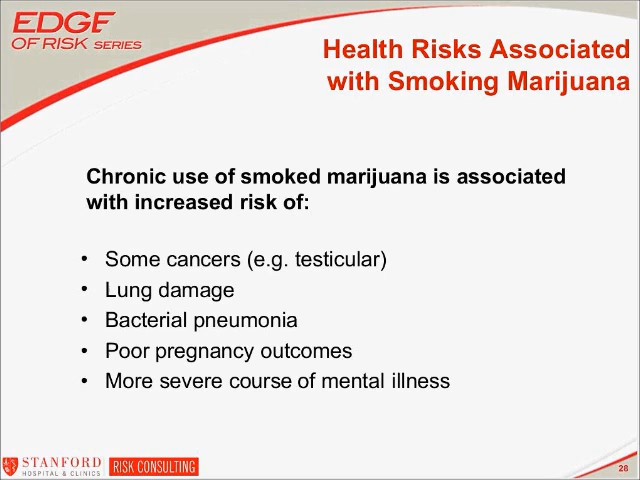 EDGE
OF RISK SERIES
Health Risks Associated
with Smoking Marijuana
Chronic use of smoked marijuana is associated
with increased risk of:
• Some cancers (e.g. testicular)
• Lung damage
• Bacterial pneumonia
• Poor pregnancy outcomes
• More severe course of mental illness
STANFORD
HOSPITAL & CLINICS
RISK CONSULTING
28